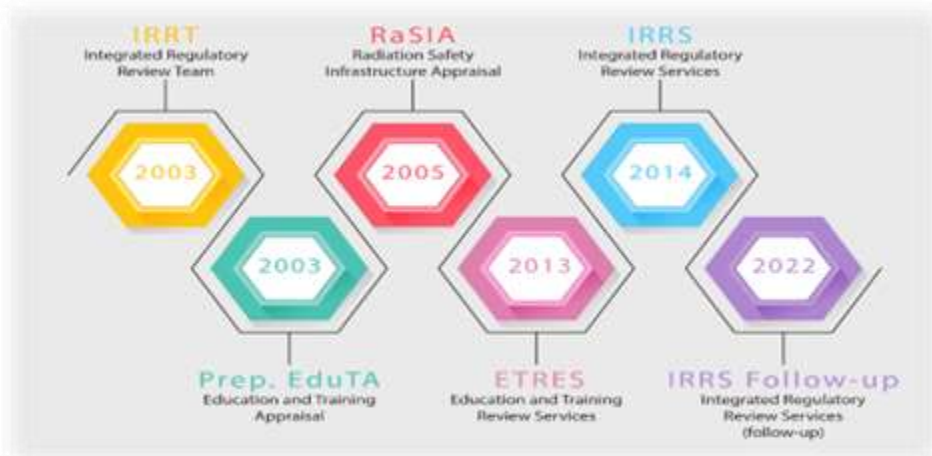 IRRT
Integrated Regulatory
Review Team
RaSIA
Radiation Safety
Infrastructure Appraisal
IRRS
Integrated Regulatory
Review Services
2003
2005
2014
2003
2013
2022
Prep. EduTA
Education and Training
Appraisal
ETRES
Education and Training
Review Services
IRRS Follow-up
Integrated Regulatory
Review Services
(follow-up)